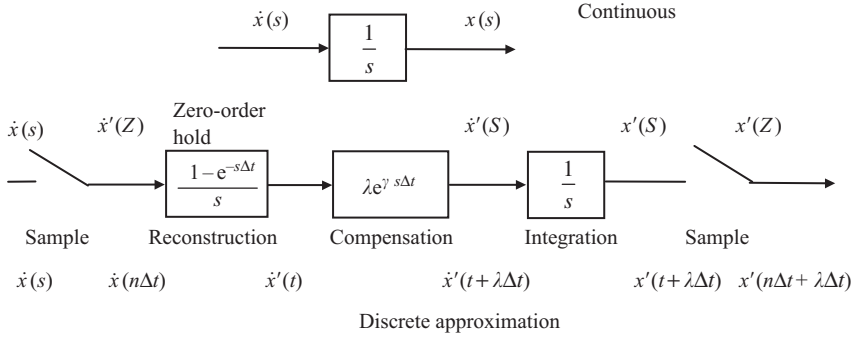 Continuous
ẋ(s)
1
s
x(s)
Zero-order
hold
ẋ(s)
ẋ′(Z)
1−e^{−sΔt}
s
λe^{γ sΔt}
ẋ′(S)
1
s
x′(S)
x′(Z)
Sample Reconstruction Compensation Integration Sample
ẋ(s) ẋ(nΔt) ẋ′(t) ẋ′(t+λΔt) x′(t+λΔt) x′(nΔt+ λΔt)
Discrete approximation